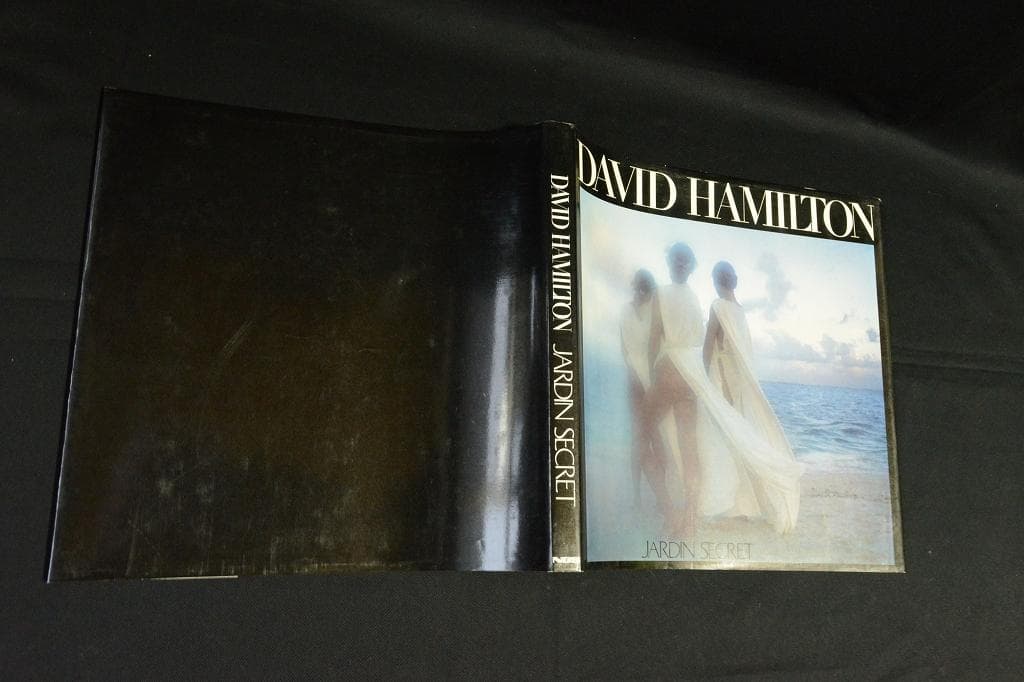 DAVID HAMILTON JARDIN SECRET
DAVID HAMILTON
JARDIN SECRET